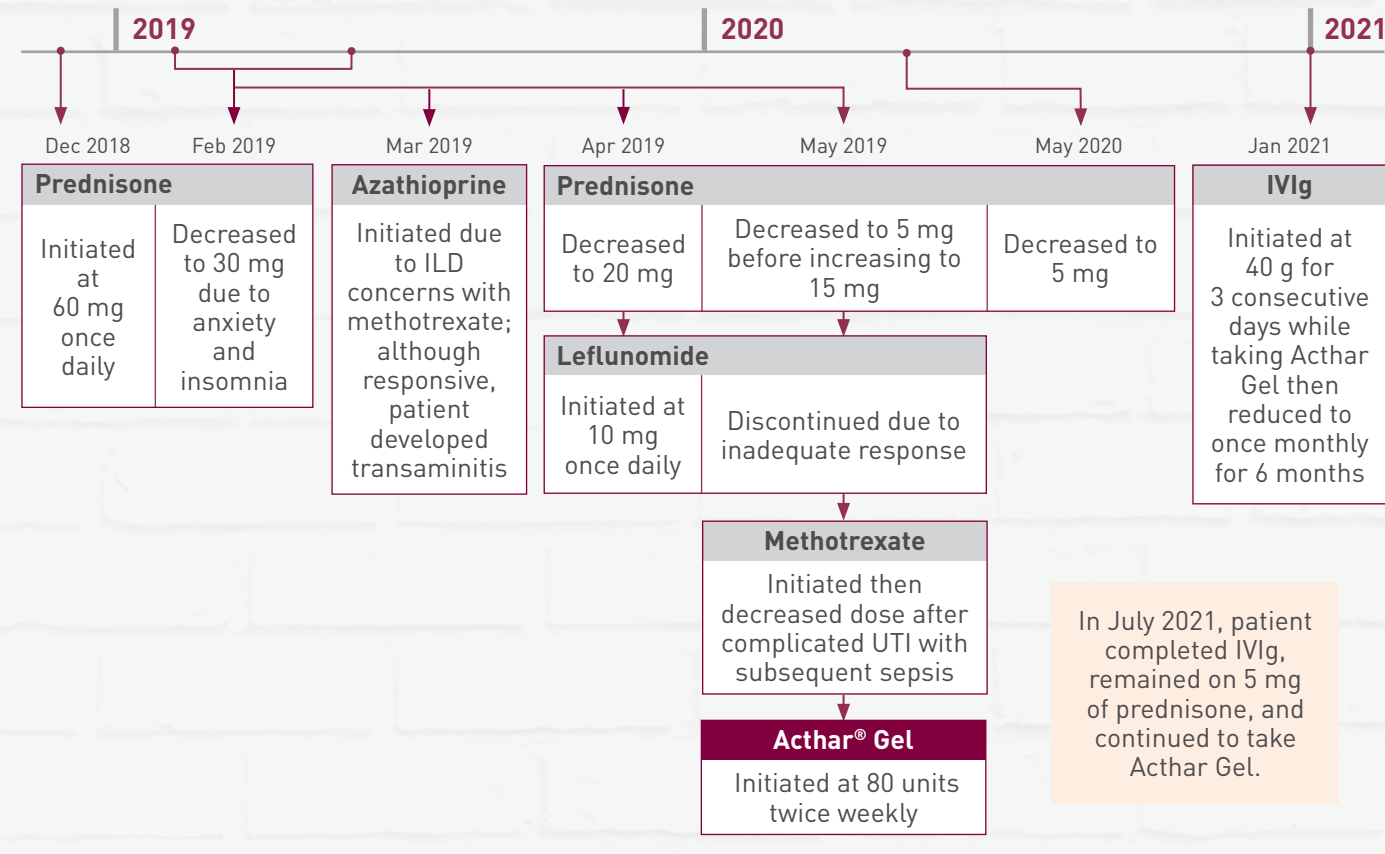 2019
2020
2021
Dec 2018
Feb 2019
Mar 2019
Apr 2019
May 2019
May 2020
Jan 2021
Prednisone
Initiated
at
60 mg
once
daily
Decreased
to 30 mg
due to
anxiety
and
insomnia
Azathioprine
Initiated due
to ILD
concerns with
methotrexate;
although
responsive,
patient
developed
transaminitis
Prednisone
Decreased
to 20 mg
Decreased to 5 mg
before increasing to
15 mg
Decreased to
5 mg
Leflunomide
Initiated at
10 mg
once daily
Discontinued due to
inadequate response
Methotrexate
Initiated then
decreased dose after
complicated UTI with
subsequent sepsis
Acthar® Gel
Initiated at 80 units
twice weekly
IVIg
Initiated at
40 g for
3 consecutive
days while
taking Acthar
Gel then
reduced to
once monthly
for 6 months
In July 2021, patient
completed IVIg,
remained on 5 mg
of prednisone, and
continued to take
Acthar Gel.